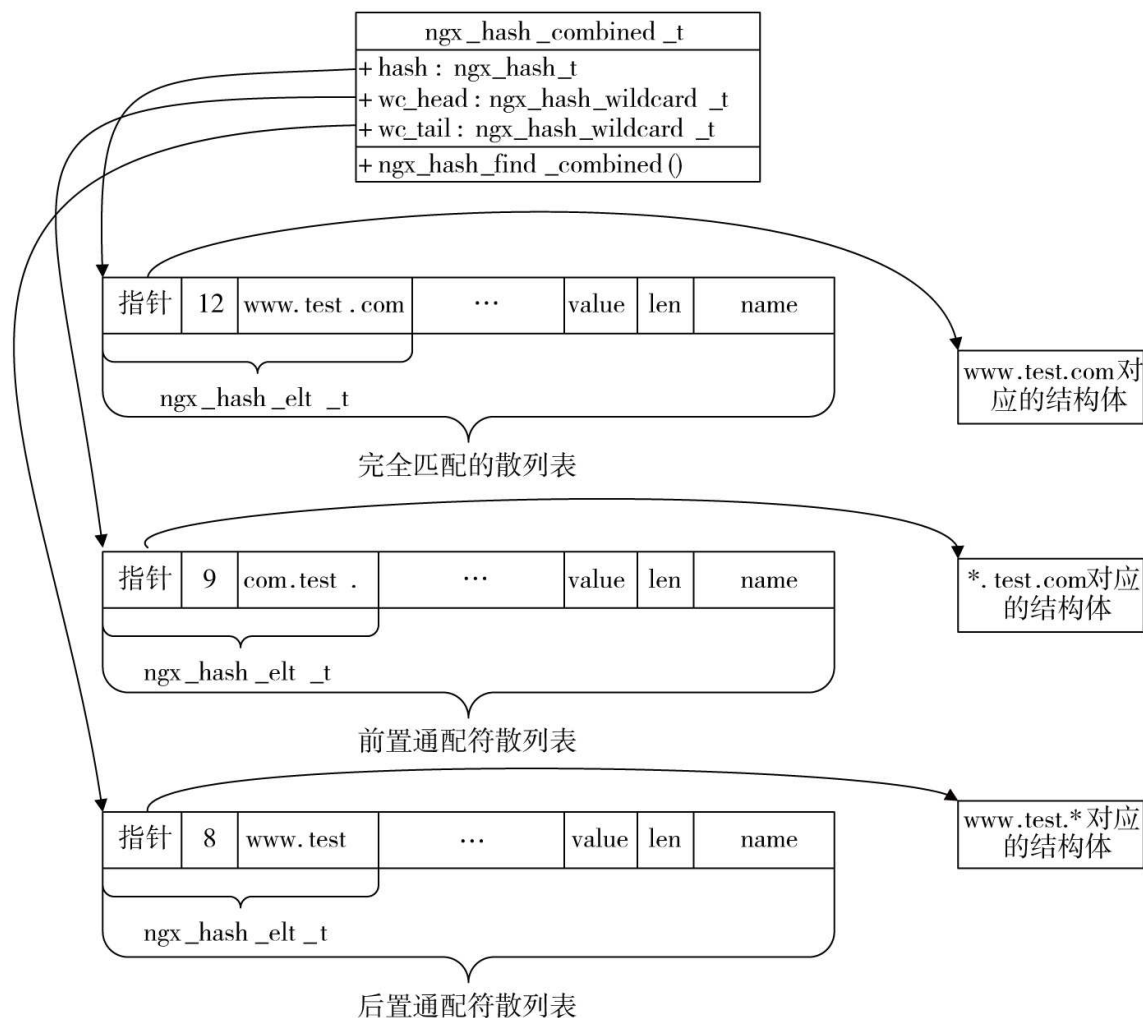 ngx_hash_combined_t
+ hash : ngx_hash_t
+ wc_head : ngx_hash_wildcard_t
+ wc_tail : ngx_hash_wildcard_t
+ ngx_hash_find_combined()
指针 12 www.test.com … value len name
ngx_hash_elt_t
完全匹配的散列表
www.test.com对
应的结构体
指针 9 com.test. … value len name
ngx_hash_elt_t
前置通配符散列表
*.test.com对应
的结构体
指针 8 www.test … value len name
ngx_hash_elt_t
后置通配符散列表
www.test.*对应
的结构体